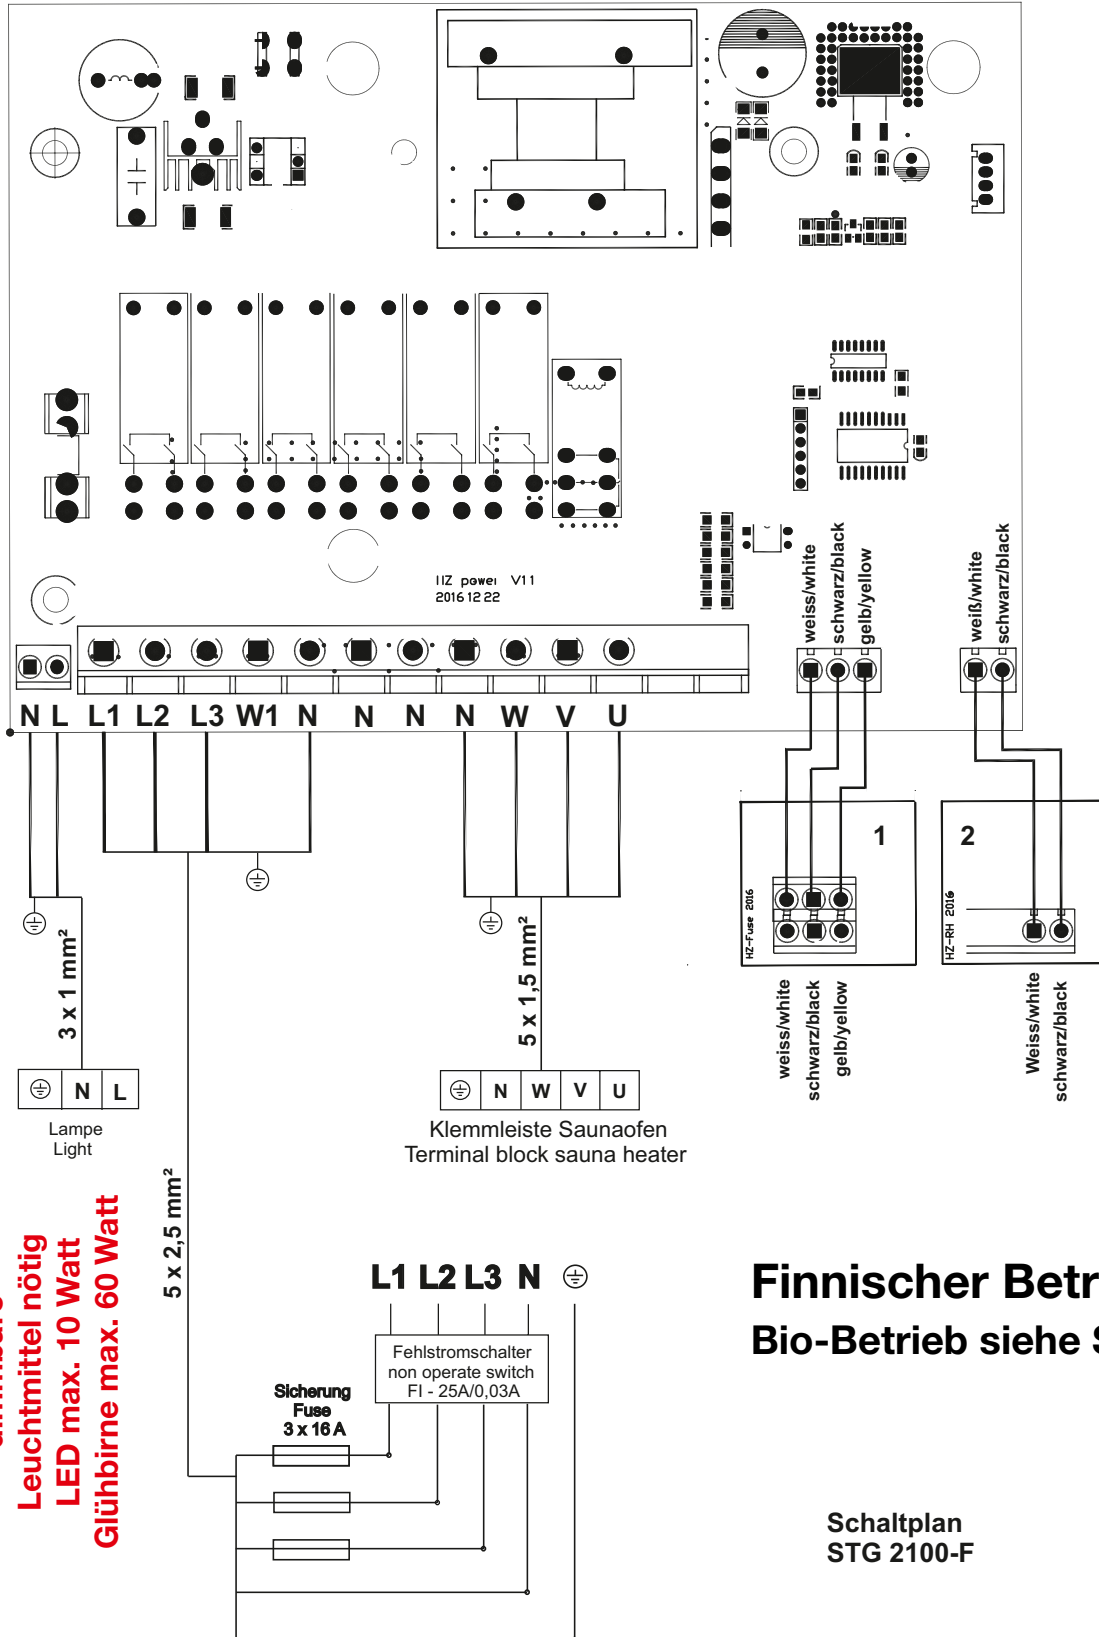 IIZ power V11
2016 12 22
weiss/white
schwarz/black
gelb/yellow
weiß/white
schwarz/black
N L L1 L2 L3 W1 N N N N W V U
1
2
HZ-Fuse 2016
HZ-RH 2016
weiss/white
schwarz/black
gelb/yellow
Weiss/white
schwarz/black
3 x 1 mm²
5 x 1,5 mm²
N L
Lampe
Light
N W V U
Klemmleiste Saunaofen
Terminal block sauna heater
5 x 2,5 mm²
Leuchtmittel nötig
LED max. 10 Watt
Glühbirne max. 60 Watt
L1 L2 L3 N
Fehlstromschalter
non operate switch
FI - 25A/0,03A
Sicherung
Fuse
3 x 16 A
Finnischer Betr
Bio-Betrieb siehe S
Schaltplan
STG 2100-F